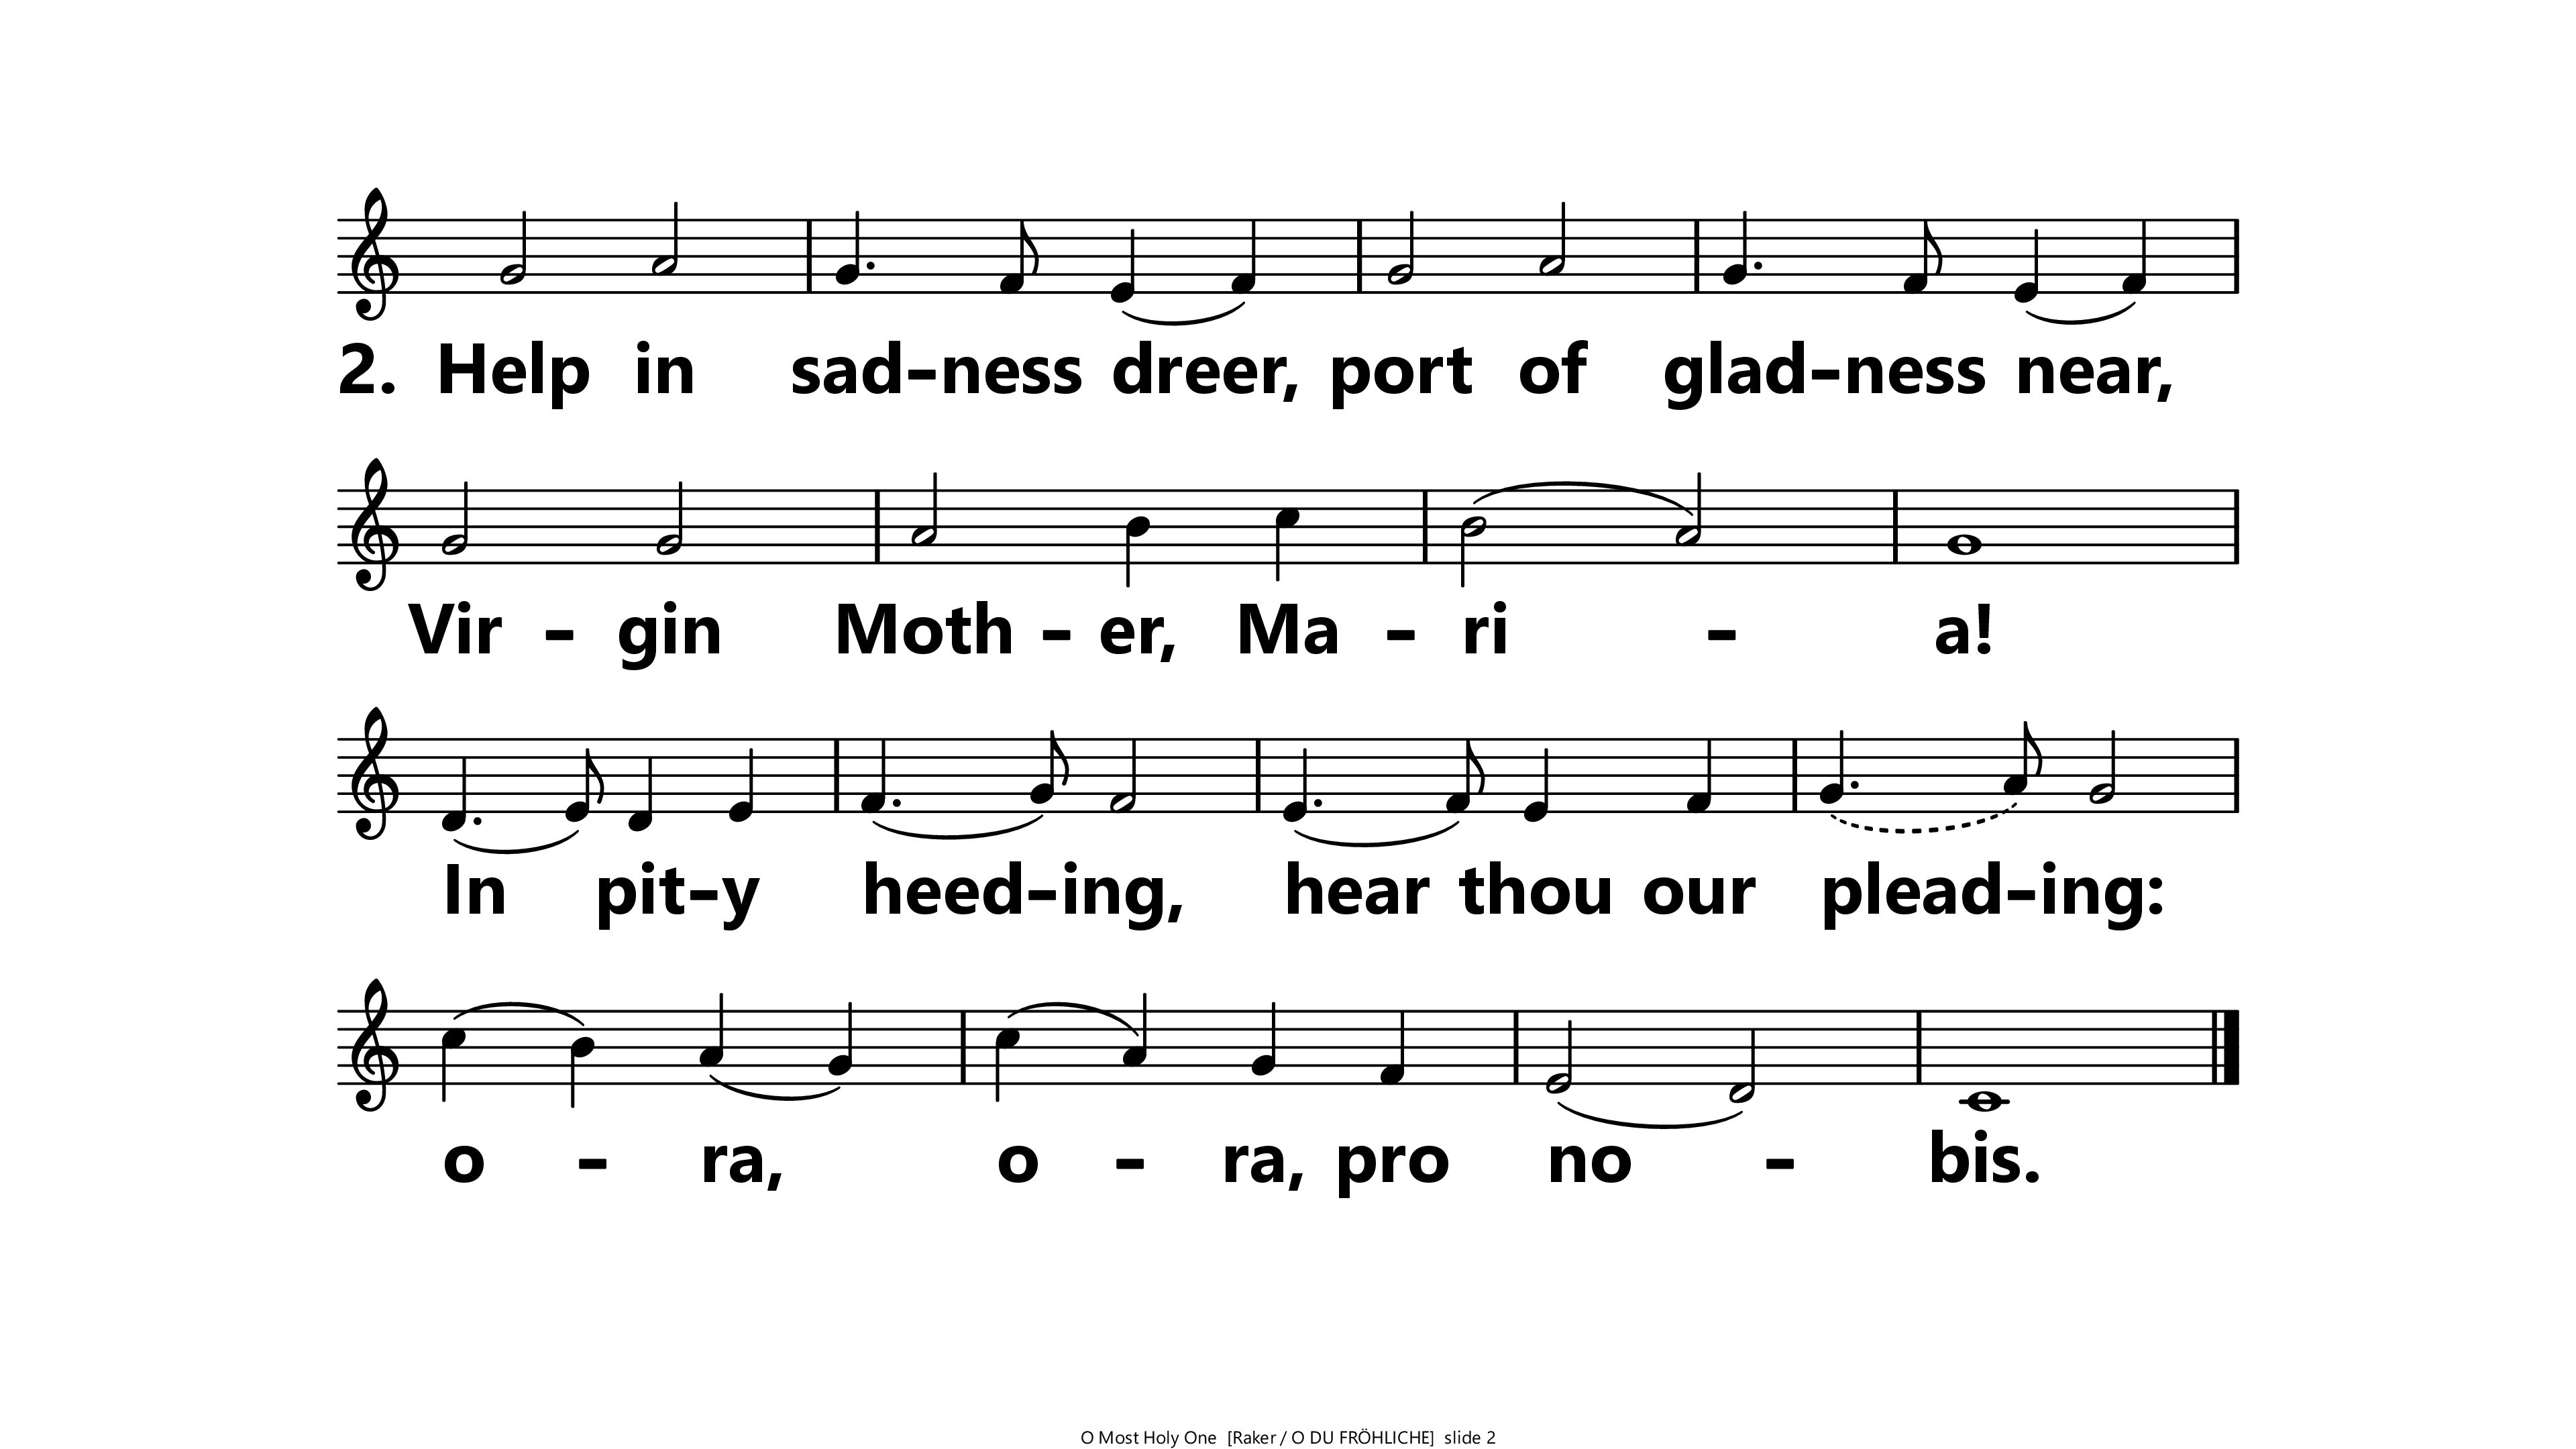 2. Help in sad-ness dreer, port of glad-ness near,
Vir - gin Moth - er, Ma - ri - a!
In pit-y heed-ing, hear thou our plead-ing:
o - ra, o - ra, pro no - bis.
O Most Holy One [Raker / O DU FRÖHLICHE] slide 2